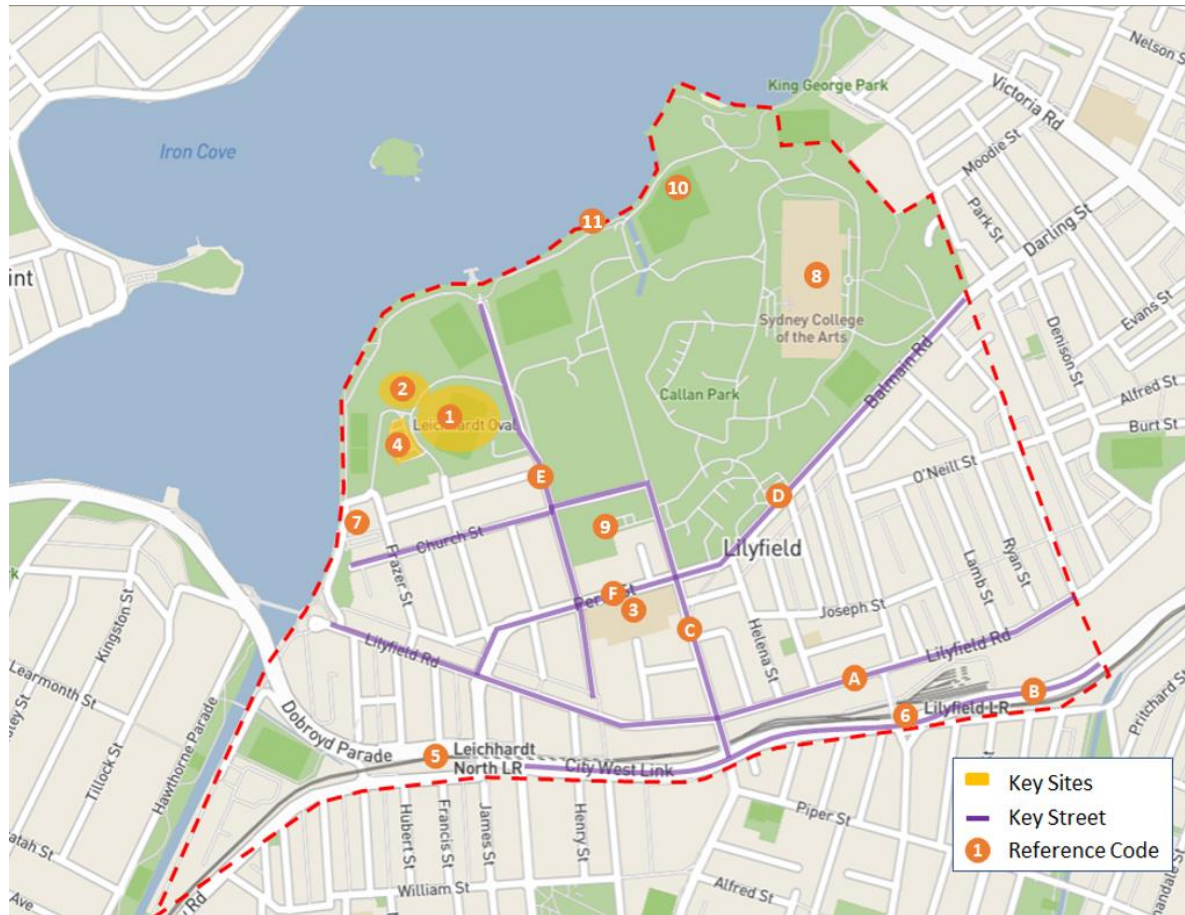 Nelson S
King George Park
Victoria Rd
Iron Cove
Moodie St
10
Park St
11
Darling St
int
8
Evans St
Sydney College
of the Arts
Denison St
Balmain Rd
2
Callan Park
Alfred St
1
Leichhardt Oval
Burt St
4
O'Neill St
E
D
7
9
Church St
Lilyfield
Frazer St
Ryan St
Lamb St
Kingston St
F
Per
St
3
Joseph St
C
Helena St
Lilyfield Rd
Lilyfield Rd
Learmonth St
A
B
Hawthorne Parade
Dobroyd Parade
6
Lilyfield LR
Pritchard St
5
Leichhardt
North LR
City West Link
Tillock St
Hubert St
Francis St
James St
Henry St
Piper St
Key Sites
Key Street
1
Reference Code
William St
Alfred St
Ave
Rd